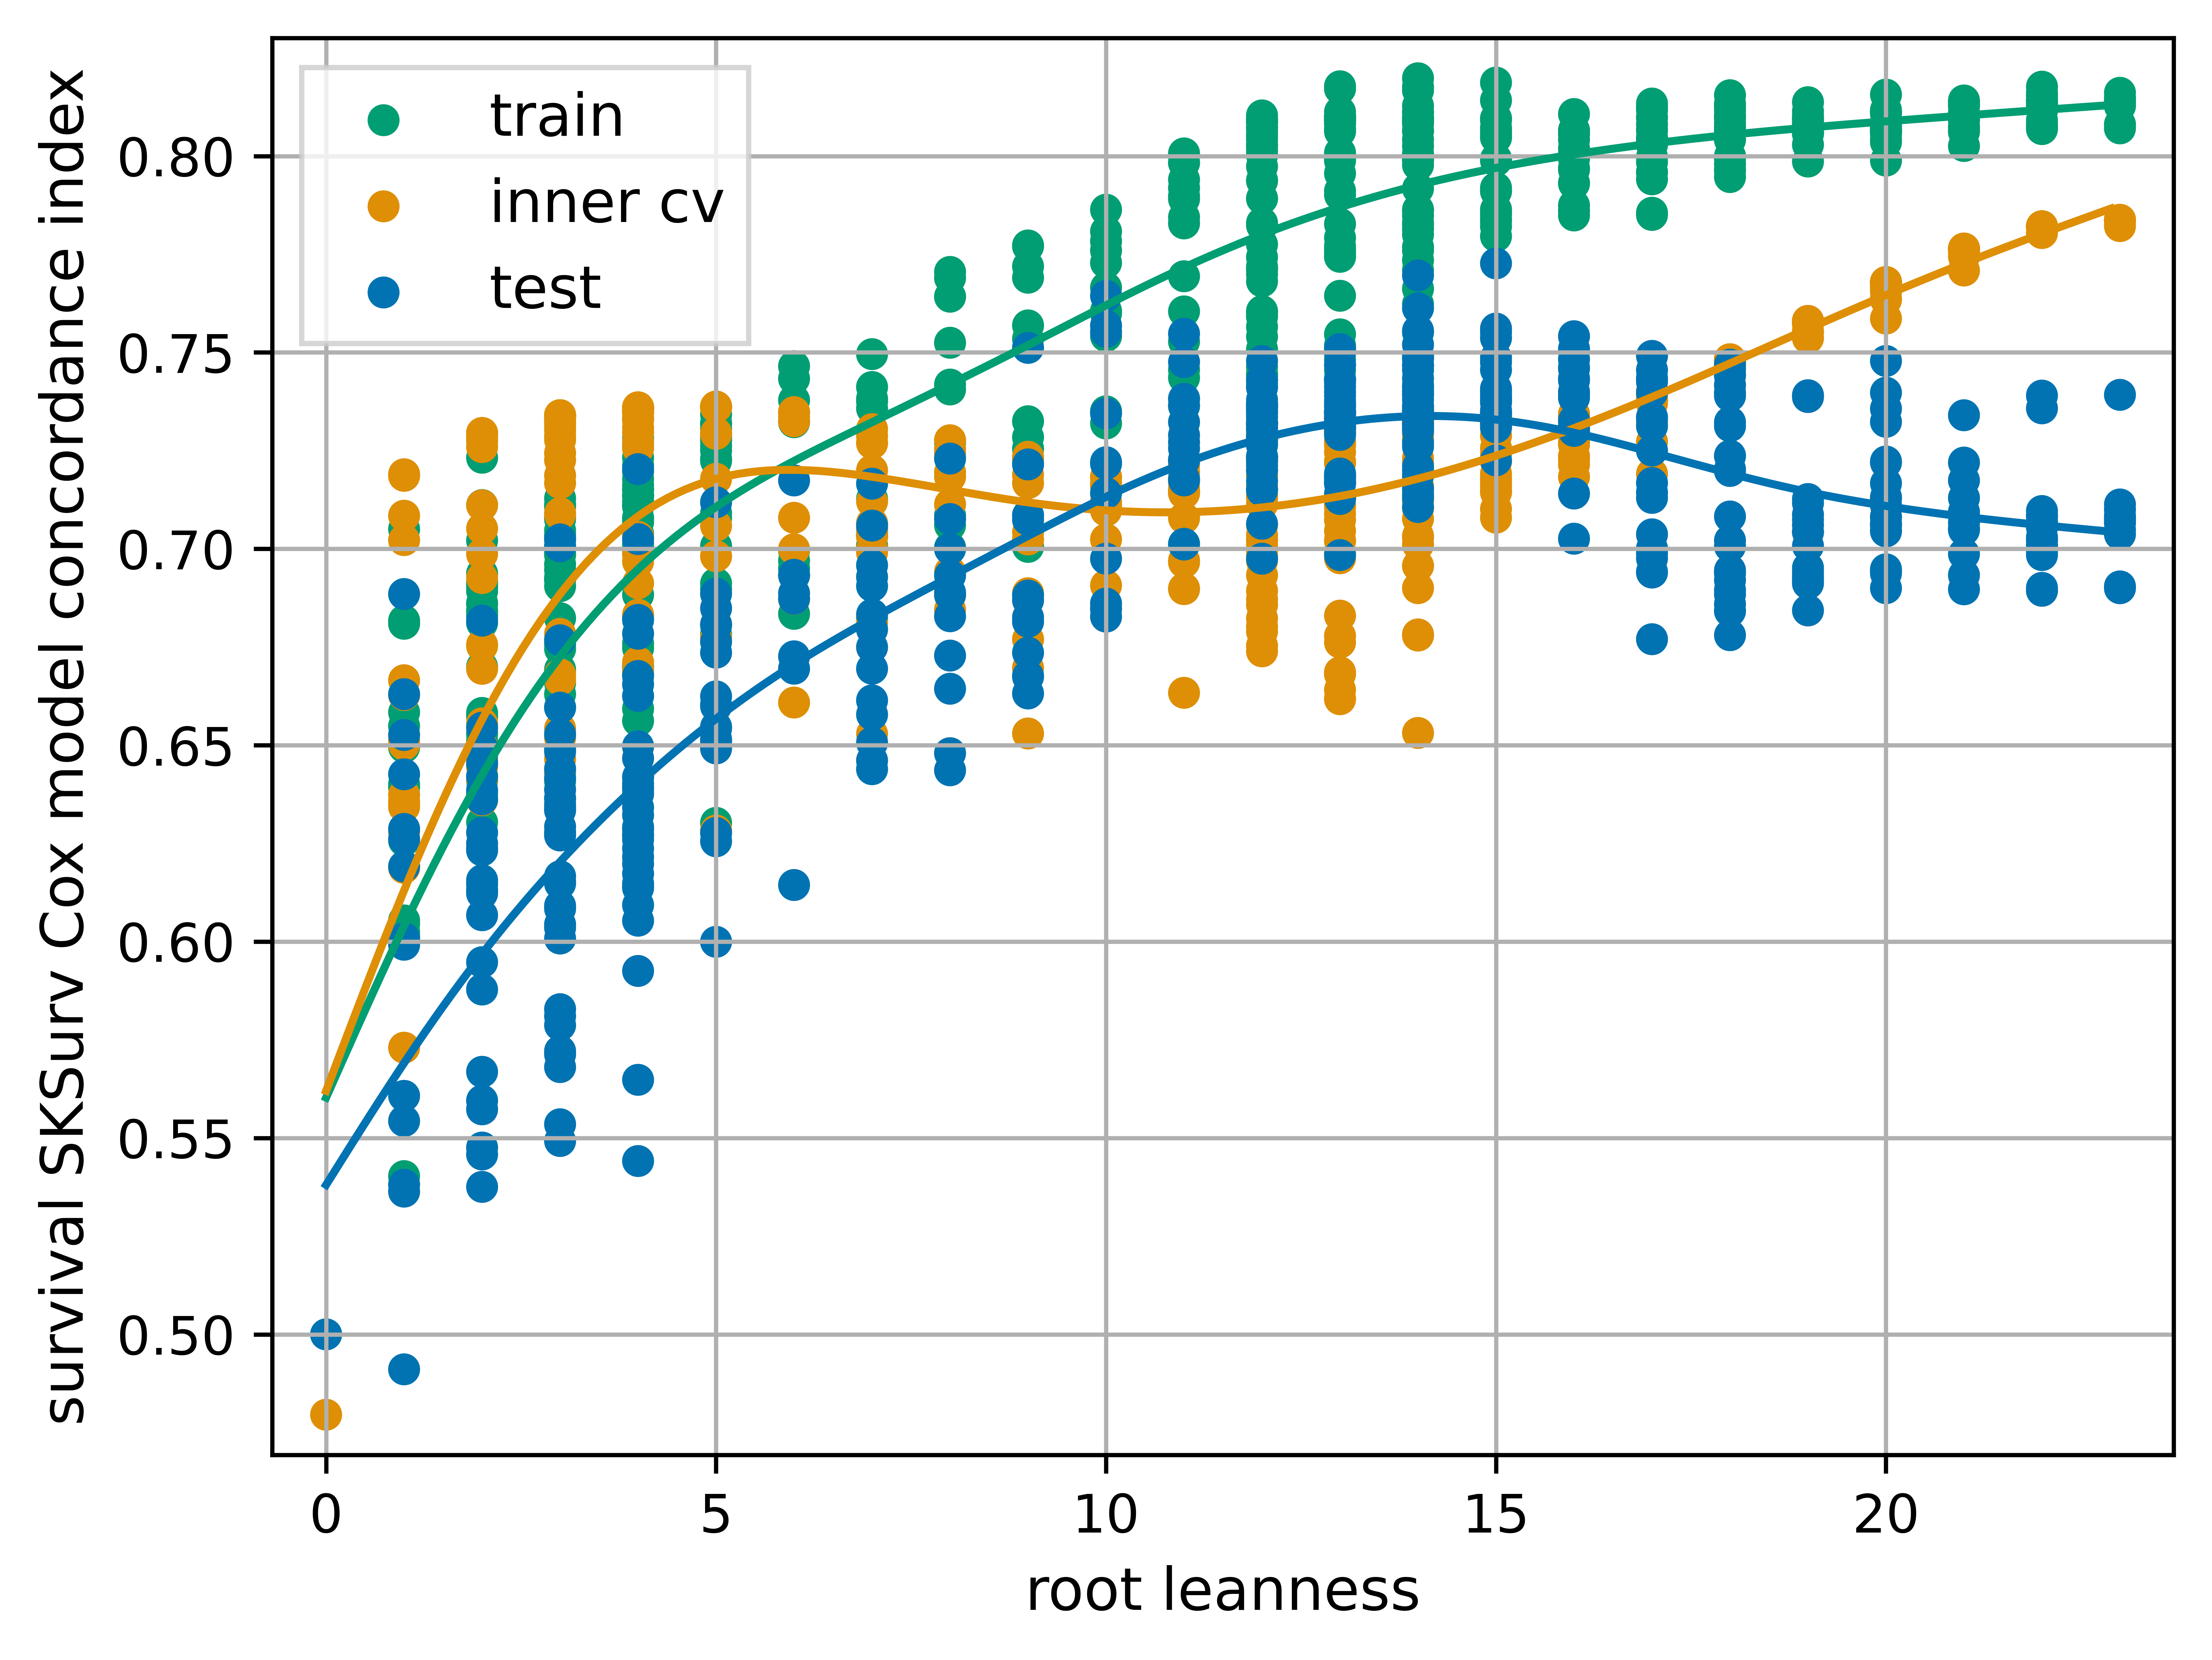 survival SKSurv Cox model concordance index
0.80
0.75
0.70
0.65
0.60
0.55
0.50
train
inner cv
test
0
5
10
15
20
root leanness